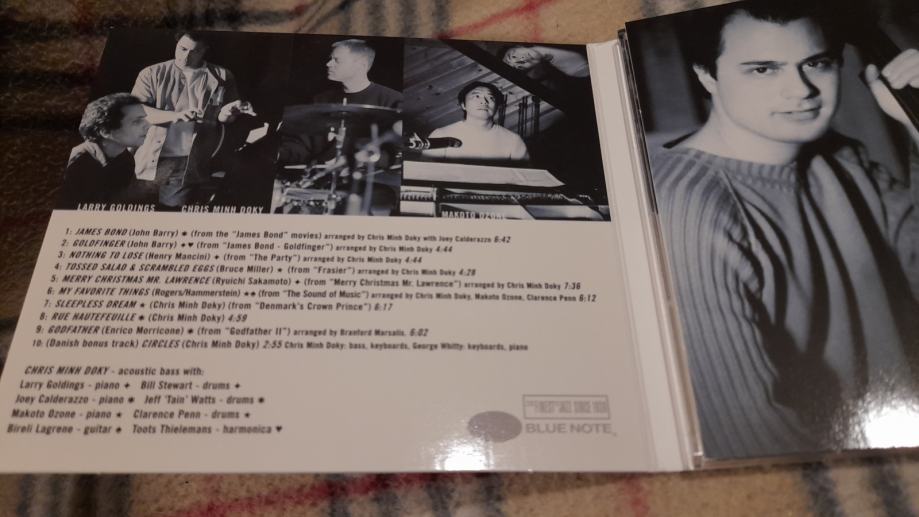 LARRY GOLDINGS
CHRIS MINH DOKY
MAKOTO OZONE
1: JAMES BOND (John Barry) ✱ (from the "James Bond" movies) arranged by Chris Minh Doky with Joey Calderazzo 6:42
2: GOLDFINGER (John Barry) ✦♥ (from "James Bond - Goldfinger") arranged by Chris Minh Doky 4:44
3: NOTHING TO LOSE (Henry Mancini) ✦ (from "The Party") arranged by Chris Minh Doky 4:44
4: TOSSED SALAD & SCRAMBLED EGGS (Bruce Miller) ★ (from "Frasier") arranged by Chris Minh Doky 4:28
5: MERRY CHRISTMAS MR. LAWRENCE (Ryuichi Sakamoto) ✦ (from "Merry Christmas Mr. Lawrence") arranged by Chris Minh Doky 7:36
6: MY FAVORITE THINGS (Rogers/Hammerstein) ★♠ (from "The Sound of Music") arranged by Chris Minh Doky, Makoto Ozone, Clarence Penn 6:12
7: SLEEPLESS DREAM ★ (Chris Minh Doky) (from "Denmark's Crown Prince") 6:17
8: RUE HAUTEFEUILLE ✱ (Chris Minh Doky) 4:59
9: GODFATHER (Enrico Morricone) ✱ (from "Godfather II") arranged by Branford Marsalis. 6:02
10: (Danish bonus track) CIRCLES (Chris Minh Doky) 2:55 Chris Minh Doky: bass, keyboards, George Whitty: keyboards, piano
CHRIS MINH DOKY - acoustic bass with:
Larry Goldings - piano ✦ Bill Stewart - drums ✦
Joey Calderazzo - piano ✱ Jeff 'Tain' Watts - drums ✱
Makoto Ozone - piano ★ Clarence Penn - drums ★
Bireli Lagrene - guitar ♠ Toots Thielemans - harmonica ♥
THE FINEST IN JAZZ SINCE 1939
BLUE NOTE